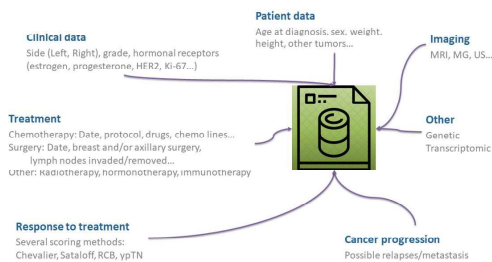 Patient data
Age at diagnosis, sex, weight,
height, other tumors...
Clinical data
Side (Left, Right), grade, hormonal receptors
(estrogen, progesterone, HER2, Ki-67...)
Imaging
MRI, MG, US...
Treatment
Chemotherapy: Date, protocol, drugs, chemo lines...
Surgery: Date, breast and/or axillary surgery,
lymph nodes invaded/removed...
Other: Radiotherapy, hormonotherapy, immunotherapy
Other
Genetic
Transcriptomic
Response to treatment
Several scoring methods:
Chevalier, Sataloff, RCB, ypTN
Cancer progression
Possible relapses/metastasis